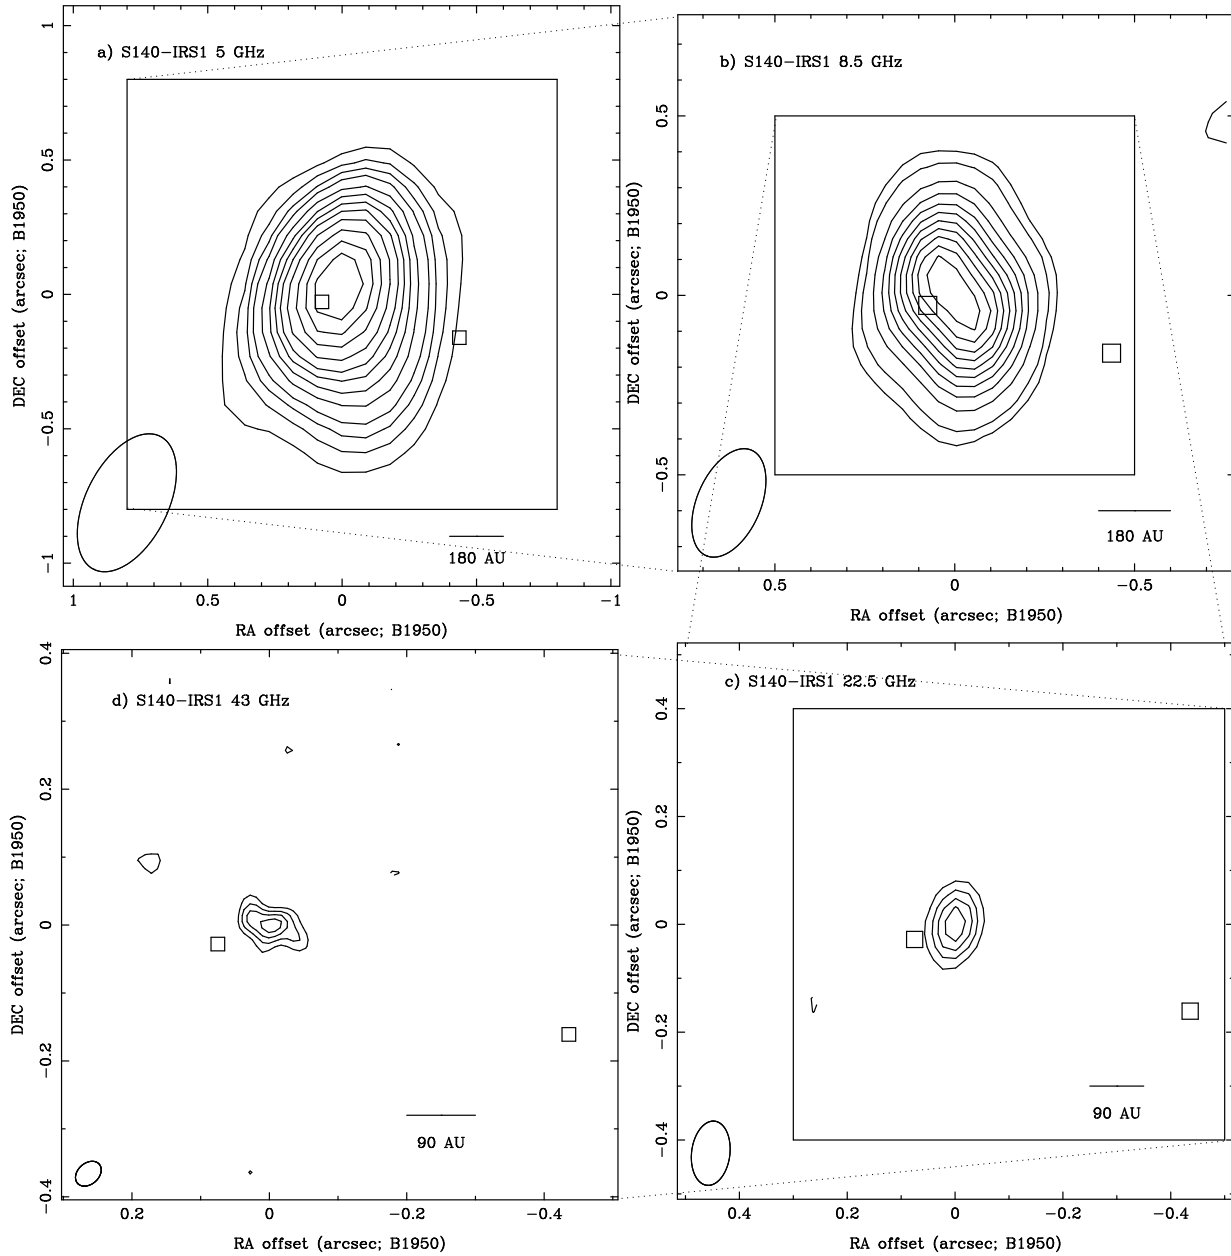 a) S140-IRS1 5 GHz
1
0.5
0
-0.5
-1
DEC offset (arcsec; B1950)
180 AU
1 0.5 0 -0.5 -1
RA offset (arcsec; B1950)
b) S140-IRS1 8.5 GHz
0.5
0
-0.5
DEC offset (arcsec; B1950)
180 AU
0.5 0 -0.5
RA offset (arcsec; B1950)
d) S140-IRS1 43 GHz
0.4
0.2
0
-0.2
-0.4
DEC offset (arcsec; B1950)
90 AU
0.2 0 -0.2 -0.4
RA offset (arcsec; B1950)
c) S140-IRS1 22.5 GHz
0.4
0.2
0
-0.2
-0.4
DEC offset (arcsec; B1950)
90 AU
0.4 0.2 0 -0.2 -0.4
RA offset (arcsec; B1950)